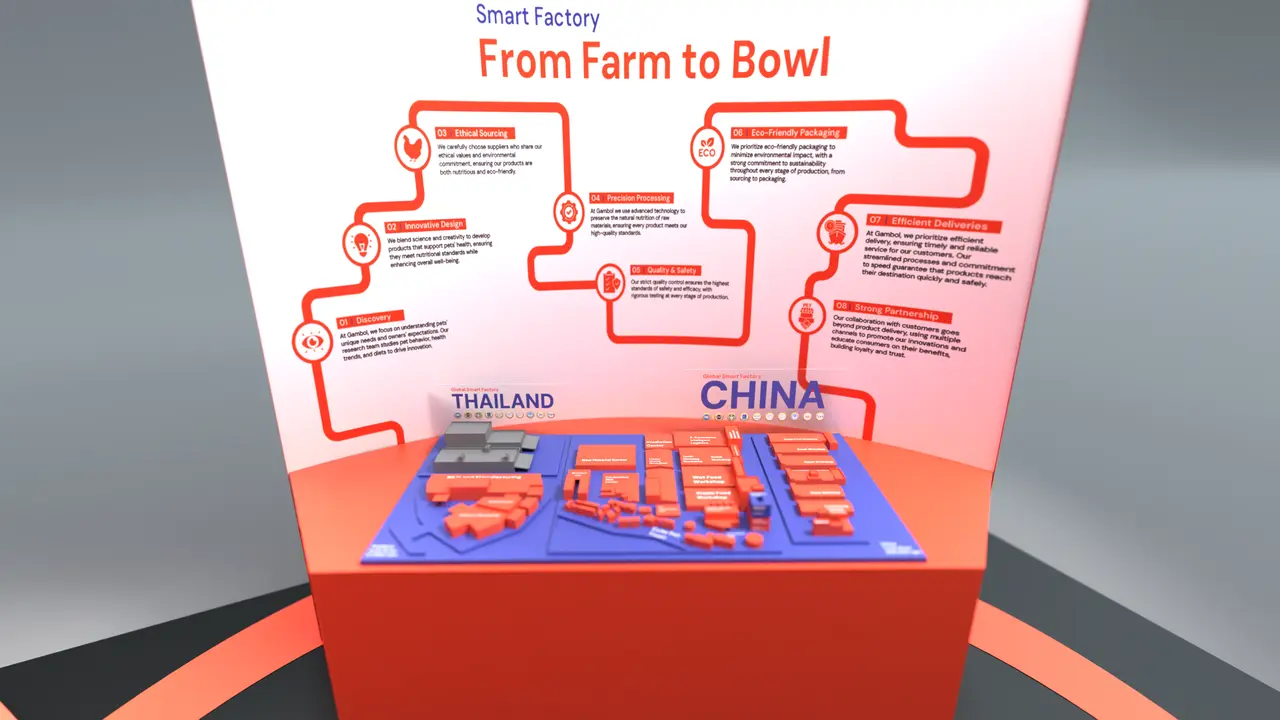 Smart Factory
From Farm to Bowl
01 Discovery
At Gambol, we focus on understanding pets'
unique needs and owners' expectations. Our
research team studies pet behavior, health
trends, and diets to drive innovation.
02 Innovative Design
We blend science and creativity to develop
products that support pets' health, ensuring
they meet nutritional standards while
enhancing overall well-being.
03 Ethical Sourcing
We carefully choose suppliers who share our
ethical values and environmental
commitment, ensuring our products are
both nutritious and eco-friendly.
04 Precision Processing
At Gambol we use advanced technology to
preserve the natural nutrition of raw
materials, ensuring every product meets our
high-quality standards.
05 Quality & Safety
Our strict quality control ensures the highest
standards of safety and efficacy, with
rigorous testing at every stage of production.
ECO
06 Eco-Friendly Packaging
We prioritize eco-friendly packaging to
minimize environmental impact, with a
strong commitment to sustainability
throughout every stage of production, from
sourcing to packaging.
07 Efficient Deliveries
At Gambol, we prioritize efficient
delivery, ensuring timely and reliable
service for our customers. Our
streamlined processes and commitment
to speed guarantee that products reach
their destination quickly and safely.
PET
08 Strong Partnership
Our collaboration with customers goes
beyond product delivery, using multiple
channels to promote our innovations and
educate consumers on their benefits,
building loyalty and trust.
Global Smart Factory
THAILAND
Global Smart Factory
CHINA
Wet Food
Workshop
Staple Food
Workshop